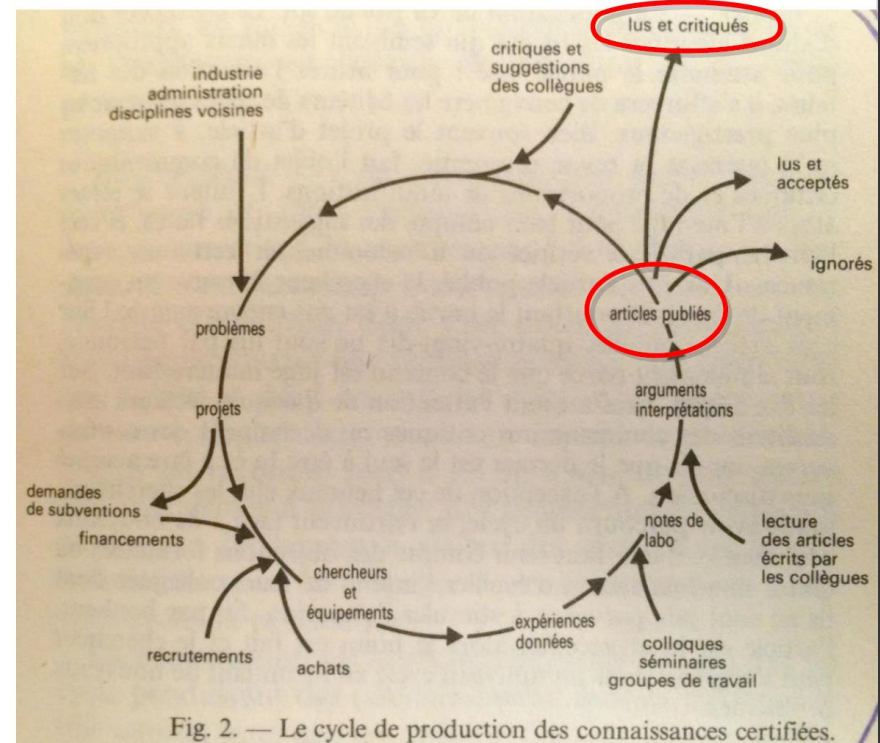 lus et critiqués
critiques et
suggestions
des collègues
industrie
administration
disciplines voisines
lus et
acceptés
ignorés
problèmes
articles publiés
arguments
interprétations
projets
demandes
de subventions
financements
notes de
labo
lecture
des articles
écrits par
les collègues
chercheurs
et
équipements
expériences
données
recrutements
achats
colloques
séminaires
groupes de travail
Fig. 2. — Le cycle de production des connaissances certifiées.